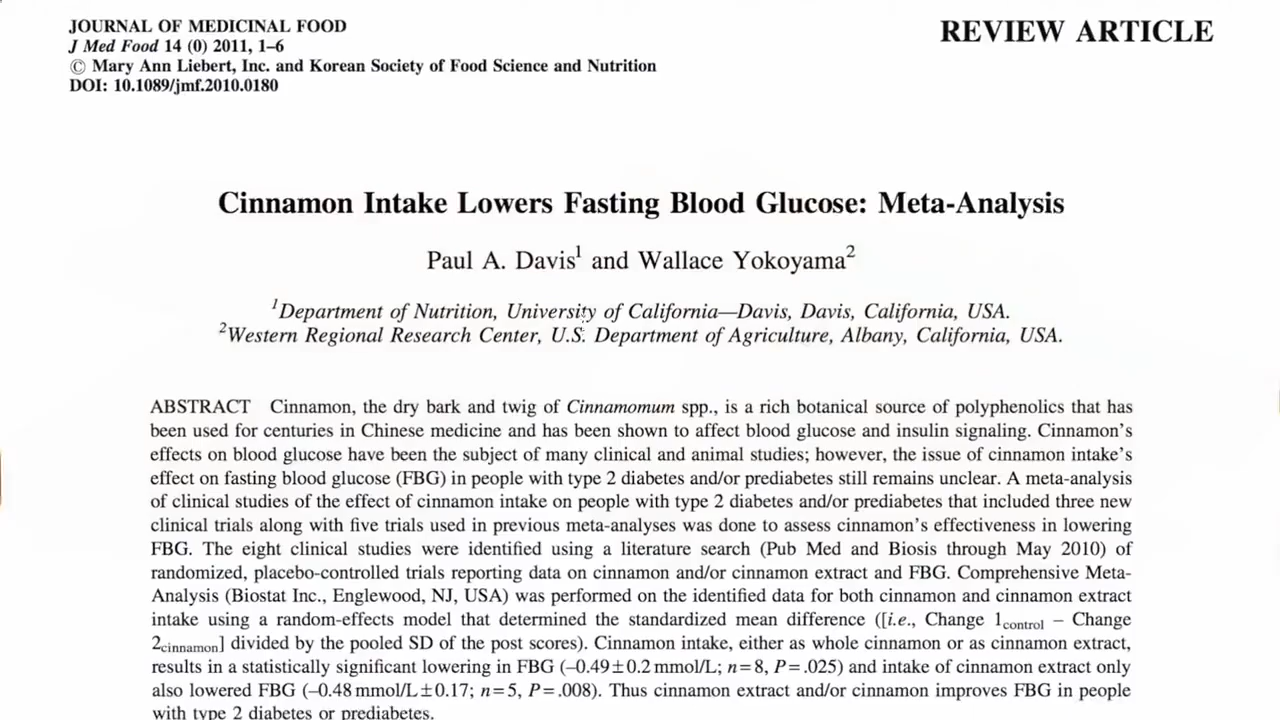 JOURNAL OF MEDICINAL FOOD
J Med Food 14 (0) 2011, 1–6
© Mary Ann Liebert, Inc. and Korean Society of Food Science and Nutrition
DOI: 10.1089/jmf.2010.0180
REVIEW ARTICLE
Cinnamon Intake Lowers Fasting Blood Glucose: Meta-Analysis
Paul A. Davis¹ and Wallace Yokoyama²
¹Department of Nutrition, University of California—Davis, Davis, California, USA.
²Western Regional Research Center, U.S. Department of Agriculture, Albany, California, USA.
ABSTRACT Cinnamon, the dry bark and twig of Cinnamomum spp., is a rich botanical source of polyphenolics that has
been used for centuries in Chinese medicine and has been shown to affect blood glucose and insulin signaling. Cinnamon's
effects on blood glucose have been the subject of many clinical and animal studies; however, the issue of cinnamon intake's
effect on fasting blood glucose (FBG) in people with type 2 diabetes and/or prediabetes still remains unclear. A meta-analysis
of clinical studies of the effect of cinnamon intake on people with type 2 diabetes and/or prediabetes that included three new
clinical trials along with five trials used in previous meta-analyses was done to assess cinnamon's effectiveness in lowering
FBG. The eight clinical studies were identified using a literature search (Pub Med and Biosis through May 2010) of
randomized, placebo-controlled trials reporting data on cinnamon and/or cinnamon extract and FBG. Comprehensive Meta-
Analysis (Biostat Inc., Englewood, NJ, USA) was performed on the identified data for both cinnamon and cinnamon extract
intake using a random-effects model that determined the standardized mean difference ([i.e., Change 1control − Change
2cinnamon] divided by the pooled SD of the post scores). Cinnamon intake, either as whole cinnamon or as cinnamon extract,
results in a statistically significant lowering in FBG (–0.49±0.2 mmol/L; n=8, P=.025) and intake of cinnamon extract only
also lowered FBG (–0.48 mmol/L±0.17; n=5, P=.008). Thus cinnamon extract and/or cinnamon improves FBG in people
with type 2 diabetes or prediabetes.